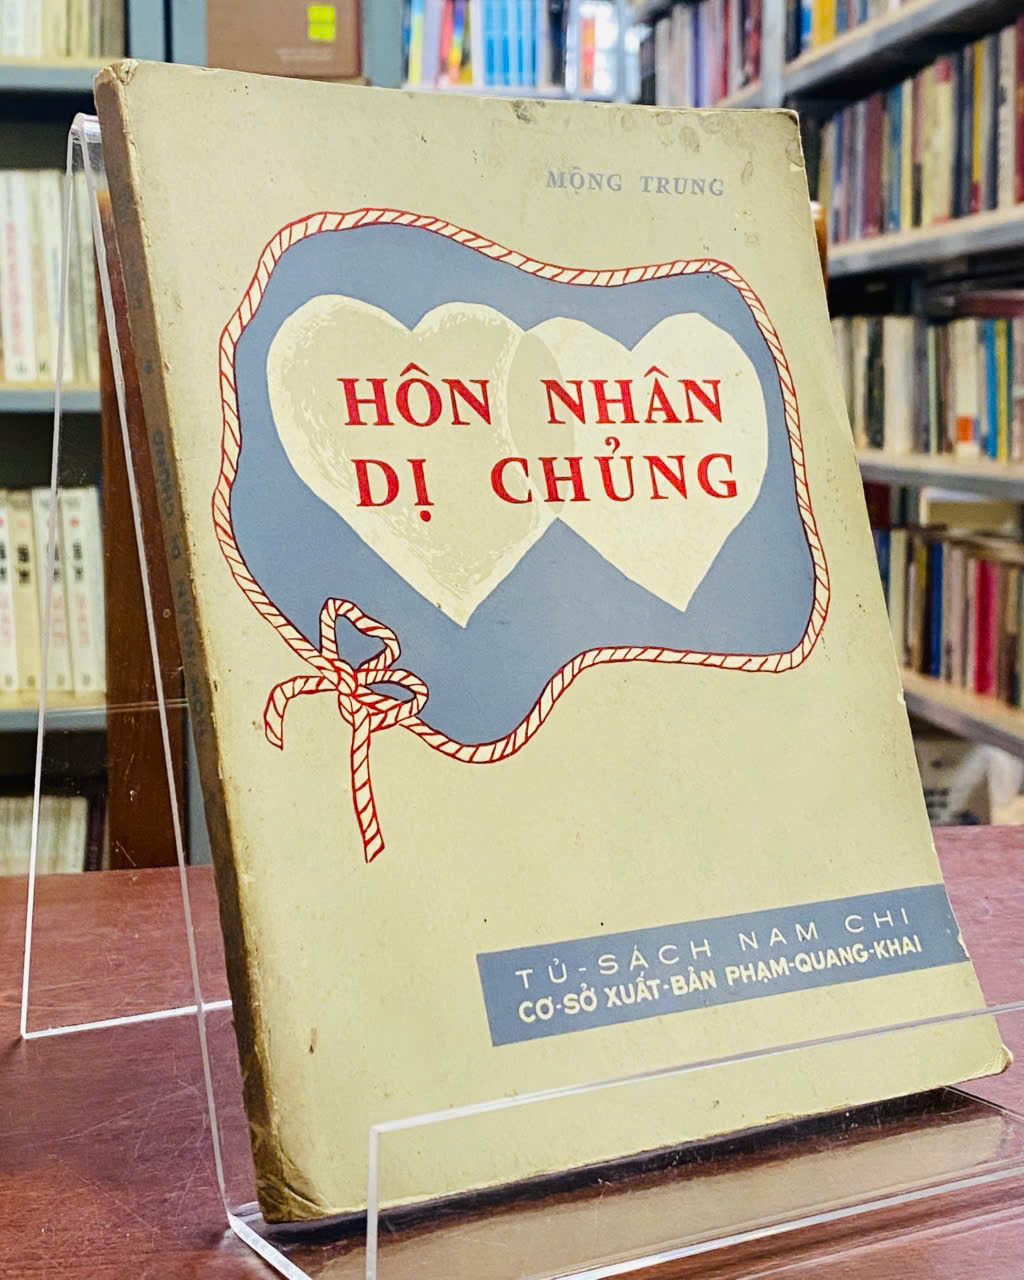 MỘNG TRUNG
HÔN NHÂN
DỊ CHỦNG
TỦ-SÁCH NAM CHI
CƠ-SỞ XUẤT-BẢN PHẠM-QUANG-KHAI